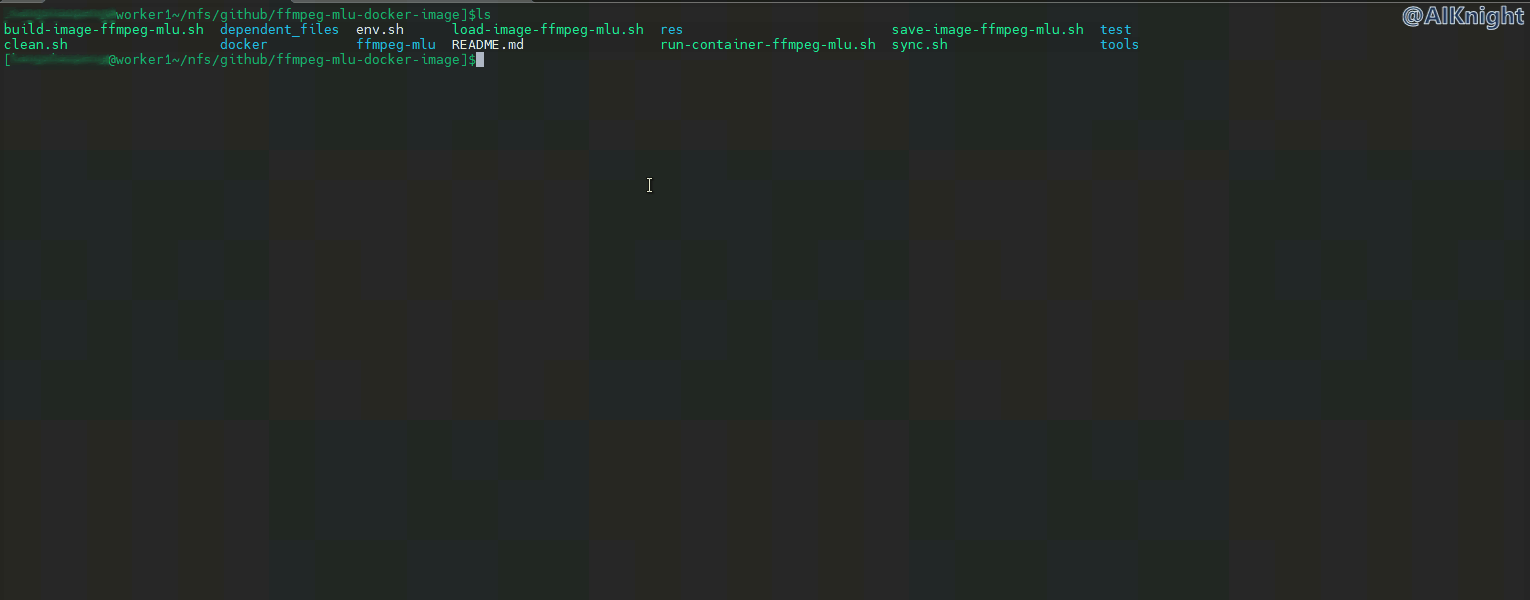 @worker1~/nfs/github/ffmpeg-mlu-docker-image]$ls
@AIKnight
build-image-ffmpeg-mlu.sh dependent_files env.sh load-image-ffmpeg-mlu.sh res save-image-ffmpeg-mlu.sh test
clean.sh docker ffmpeg-mlu README.md run-container-ffmpeg-mlu.sh sync.sh tools
[@worker1~/nfs/github/ffmpeg-mlu-docker-image]$